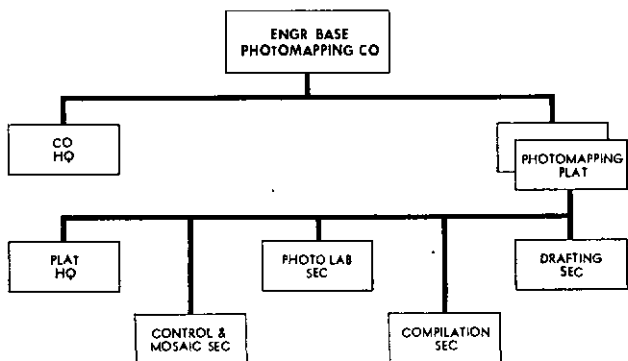 ENGR BASE
PHOTOMAPPING CO
CO
HQ
PHOTOMAPPING
PLAT
PLAT
HQ
PHOTO LAB
SEC
DRAFTING
SEC
CONTROL &
MOSAIC SEC
COMPILATION
SEC